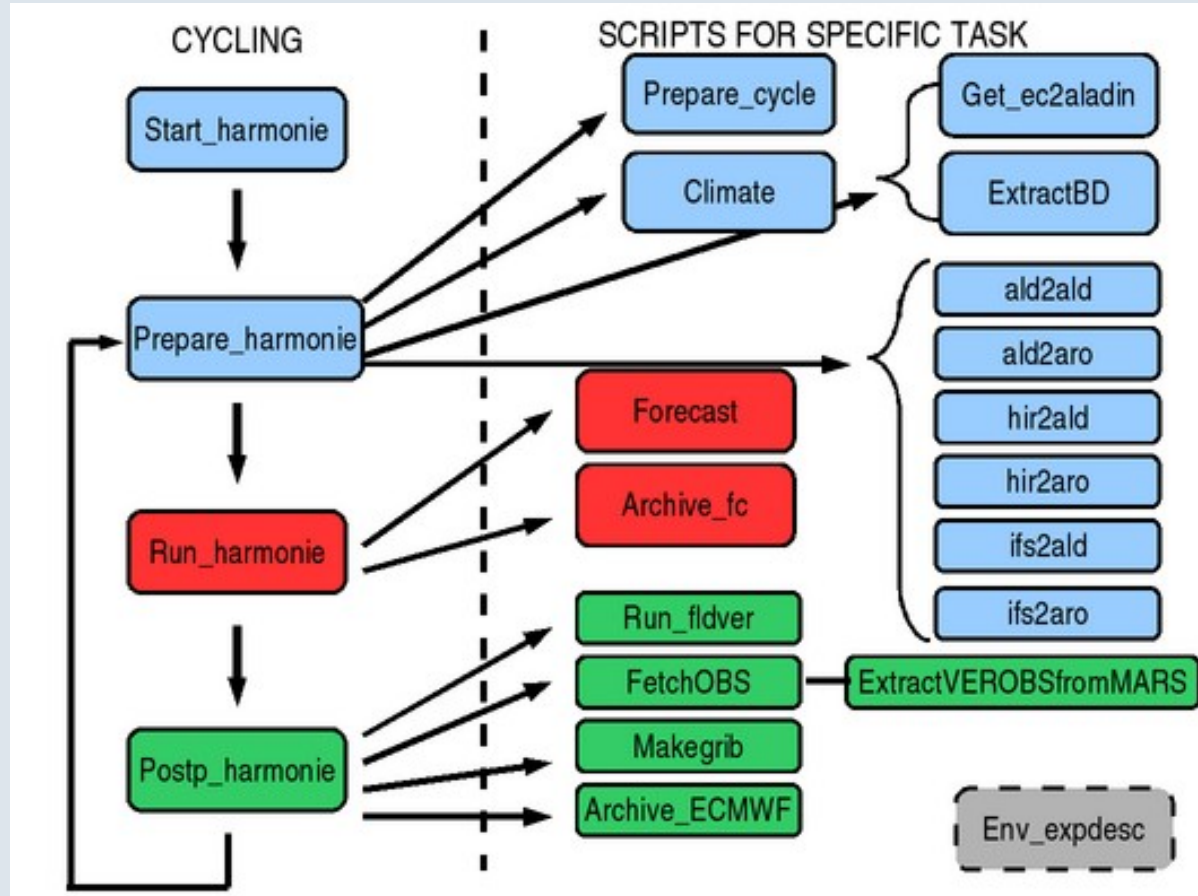 CYCLING
SCRIPTS FOR SPECIFIC TASK
Start_harmonie
Prepare_harmonie
Run_harmonie
Postp_harmonie
Prepare_cycle
Climate
Get_ec2aladin
ExtractBD
ald2ald
ald2aro
hir2ald
hir2aro
ifs2ald
ifs2aro
Forecast
Archive_fc
Run_fldver
FetchOBS
ExtractVEROBSfromMARS
Makegrib
Archive_ECMWF
Env_expdesc